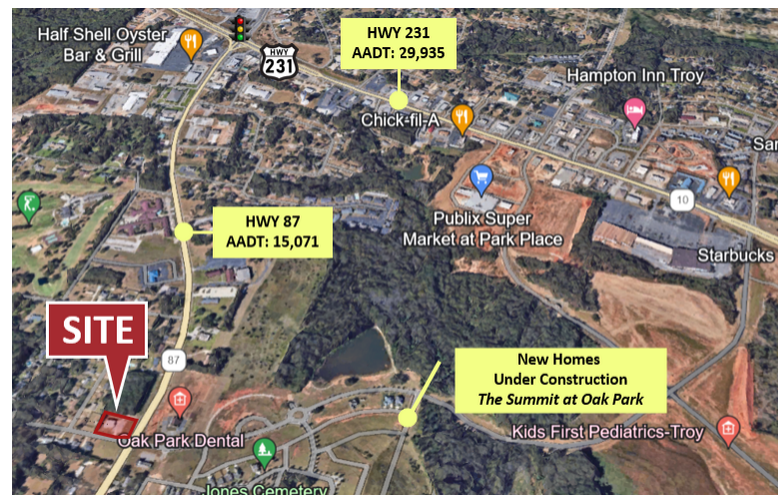 Half Shell Oyster
Bar & Grill
HWY
231
HWY 231
AADT: 29,935
Hampton Inn Troy
Chick-fil-A
San
10
HWY 87
AADT: 15,071
Publix Super
Market at Park Place
Starbucks
SITE
87
New Homes
Under Construction
The Summit at Oak Park
Oak Park Dental
Kids First Pediatrics-Troy
Jones Cemetery